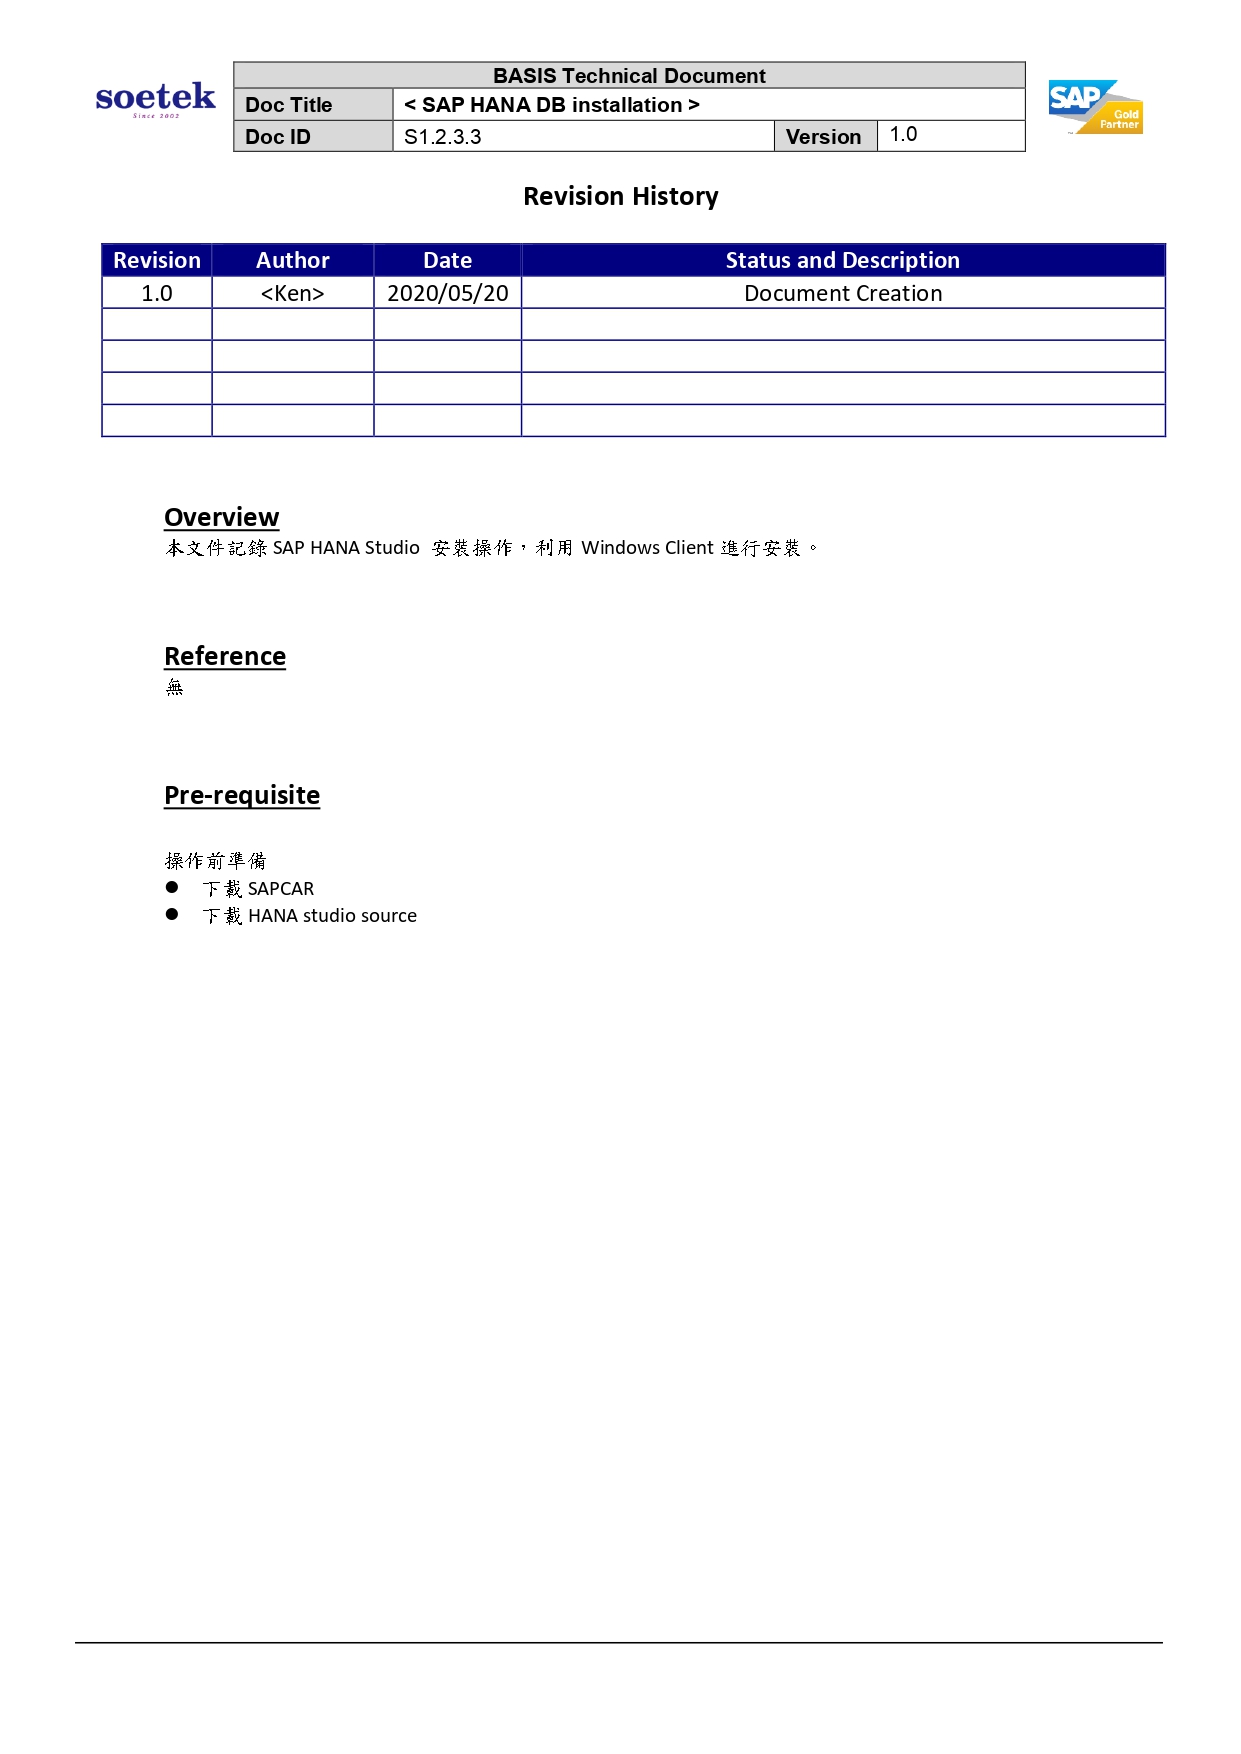 soetek
Since 2002
BASIS Technical Document
Doc Title < SAP HANA DB installation >
Doc ID S1.2.3.3 Version 1.0
SAP Gold Partner
Revision History
Revision Author Date Status and Description
1.0 <Ken> 2020/05/20 Document Creation
Overview
本文件記錄 SAP HANA Studio 安裝操作，利用 Windows Client 進行安裝。
Reference
無
Pre-requisite
操作前準備
● 下載 SAPCAR
● 下載 HANA studio source